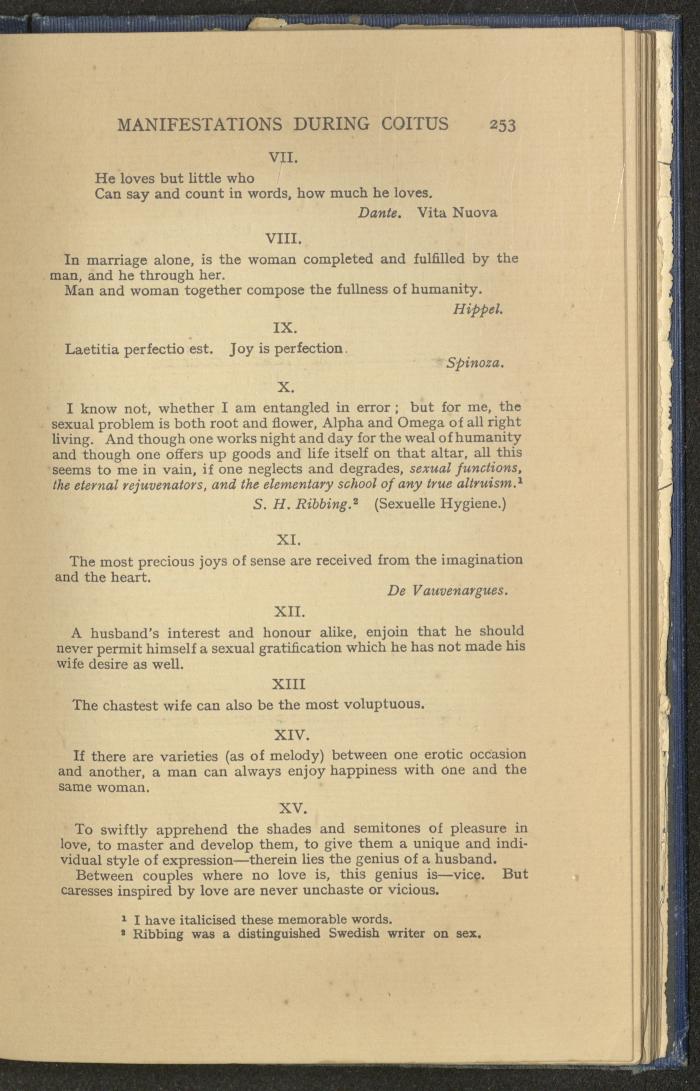 MANIFESTATIONS DURING COITUS 253
VII.
He loves but little who
Can say and count in words, how much he loves.
Dante. Vita Nuova
VIII.
In marriage alone, is the woman completed and fulfilled by the
man, and he through her.
Man and woman together compose the fullness of humanity.
Hippel.
IX.
Laetitia perfectio est. Joy is perfection.
Spinoza.
X.
I know not, whether I am entangled in error; but for me, the
sexual problem is both root and flower, Alpha and Omega of all right
living. And though one works night and day for the weal of humanity
and though one offers up goods and life itself on that altar, all this
seems to me in vain, if one neglects and degrades, sexual functions,
the eternal rejuvenators, and the elementary school of any true altruism.¹
S. H. Ribbing.² (Sexuelle Hygiene.)
XI.
The most precious joys of sense are received from the imagination
and the heart.
De Vauvenargues.
XII.
A husband's interest and honour alike, enjoin that he should
never permit himself a sexual gratification which he has not made his
wife desire as well.
XIII
The chastest wife can also be the most voluptuous.
XIV.
If there are varieties (as of melody) between one erotic occasion
and another, a man can always enjoy happiness with one and the
same woman.
XV.
To swiftly apprehend the shades and semitones of pleasure in
love, to master and develop them, to give them a unique and indi-
vidual style of expression—therein lies the genius of a husband.
Between couples where no love is, this genius is—vice. But
caresses inspired by love are never unchaste or vicious.
¹ I have italicised these memorable words.
² Ribbing was a distinguished Swedish writer on sex.